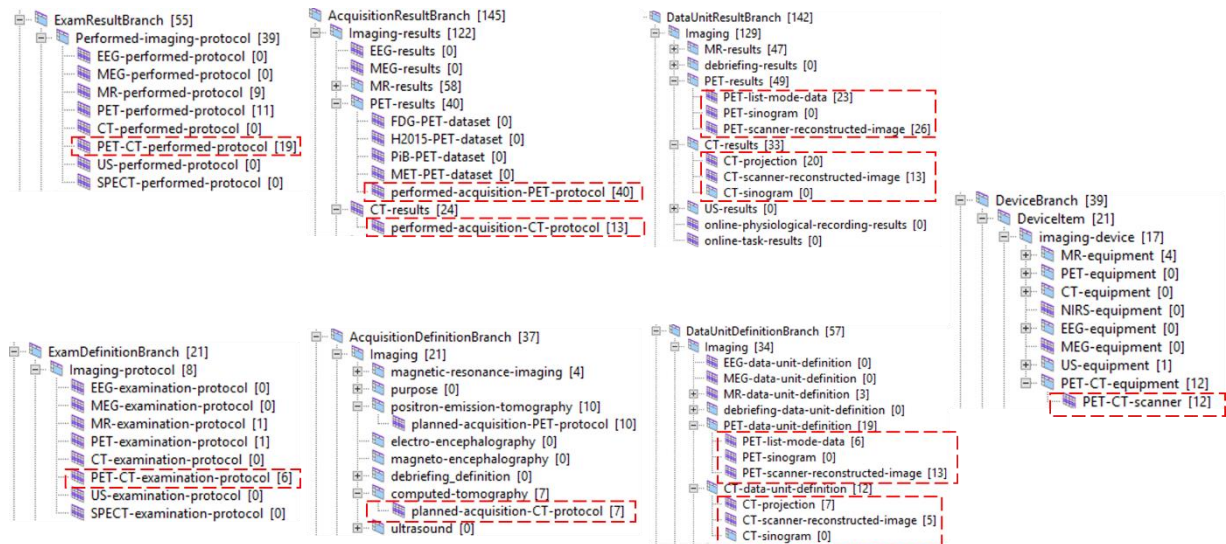 ExamResultBranch [55]
Performed-imaging-protocol [39]
EEG-performed-protocol [0]
MEG-performed-protocol [0]
MR-performed-protocol [9]
PET-performed-protocol [11]
CT-performed-protocol [0]
PET-CT-performed-protocol [19]
US-performed-protocol [0]
SPECT-performed-protocol [0]
AcquisitionResultBranch [145]
Imaging-results [122]
EEG-results [0]
MEG-results [0]
MR-results [58]
PET-results [40]
FDG-PET-dataset [0]
H2015-PET-dataset [0]
PiB-PET-dataset [0]
MET-PET-dataset [0]
performed-acquisition-PET-protocol [40]
CT-results [24]
performed-acquisition-CT-protocol [13]
DataUnitResultBranch [142]
Imaging [129]
MR-results [47]
debriefing-results [0]
PET-results [49]
PET-list-mode-data [23]
PET-sinogram [0]
PET-scanner-reconstructed-image [26]
CT-results [33]
CT-projection [20]
CT-scanner-reconstructed-image [13]
CT-sinogram [0]
US-results [0]
online-physiological-recording-results [0]
online-task-results [0]
DeviceBranch [39]
DeviceItem [21]
imaging-device [17]
MR-equipment [4]
PET-equipment [0]
CT-equipment [0]
NIRS-equipment [0]
EEG-equipment [0]
MEG-equipment [0]
US-equipment [1]
PET-CT-equipment [12]
PET-CT-scanner [12]
ExamDefinitionBranch [21]
Imaging-protocol [8]
EEG-examination-protocol [0]
MEG-examination-protocol [0]
MR-examination-protocol [1]
PET-examination-protocol [1]
CT-examination-protocol [0]
PET-CT-examination-protocol [6]
US-examination-protocol [0]
SPECT-examination-protocol [0]
AcquisitionDefinitionBranch [37]
Imaging [21]
magnetic-resonance-imaging [4]
purpose [0]
positron-emission-tomography [10]
planned-acquisition-PET-protocol [10]
electro-encephalography [0]
magneto-encephalography [0]
debriefing_definition [0]
computed-tomography [7]
planned-acquisition-CT-protocol [7]
ultrasound [0]
DataUnitDefinitionBranch [57]
Imaging [34]
EEG-data-unit-definition [0]
MEG-data-unit-definition [0]
MR-data-unit-definition [3]
debriefing-data-unit-definition [0]
PET-data-unit-definition [19]
PET-list-mode-data [6]
PET-sinogram [0]
PET-scanner-reconstructed-image [13]
CT-data-unit-definition [12]
CT-projection [7]
CT-scanner-reconstructed-image [5]
CT-sinogram [0]